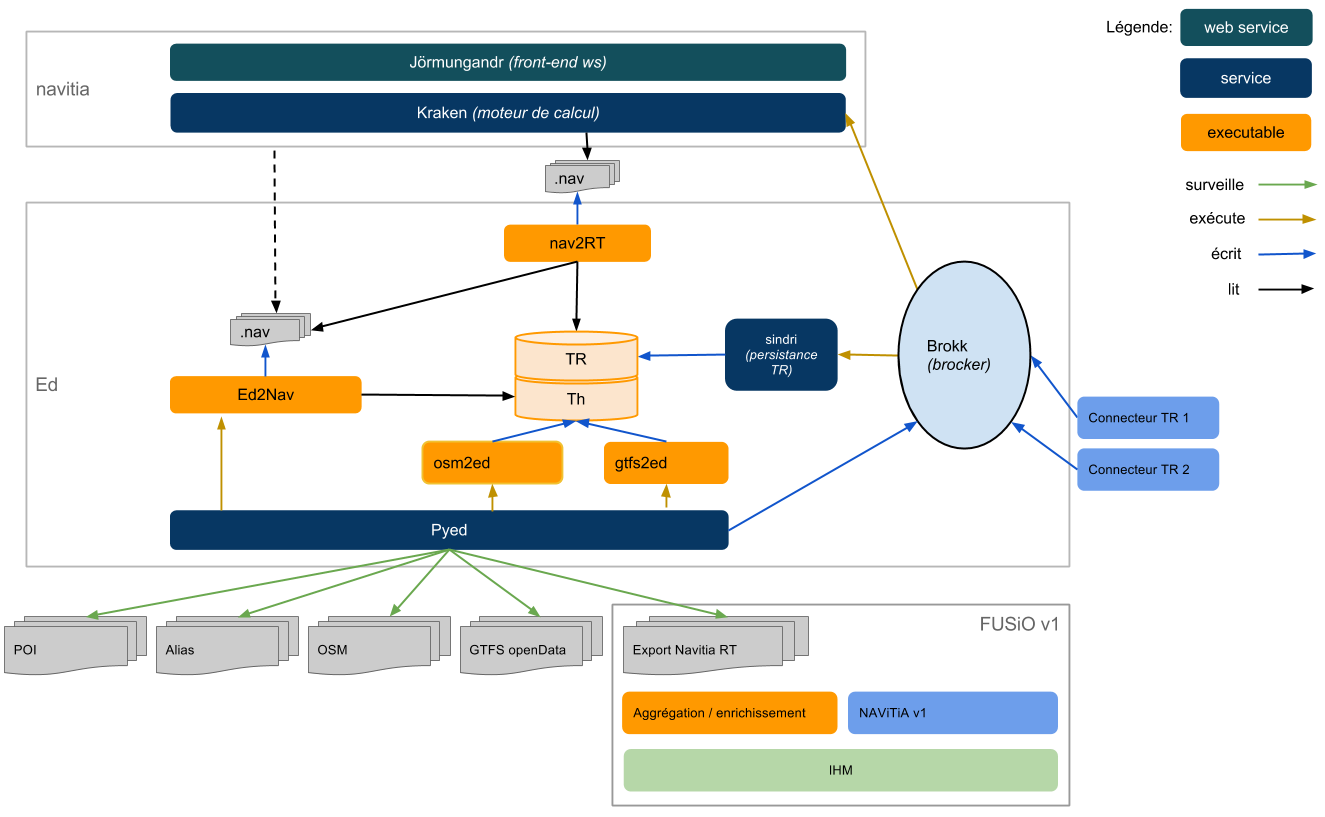 Légende:
web service
service
executable
surveille
exécute
écrit
lit
navitia
Jörmungandr (front-end ws)
Kraken (moteur de calcul)
.nav
Ed
nav2RT
.nav
TR
Th
sindri
(persistance
TR)
Brokk
(brocker)
Ed2Nav
osm2ed
gtfs2ed
Connecteur TR 1
Connecteur TR 2
Pyed
POI
Alias
OSM
GTFS openData
Export Navitia RT
FUSiO v1
Aggrégation / enrichissement
NAViTiA v1
IHM